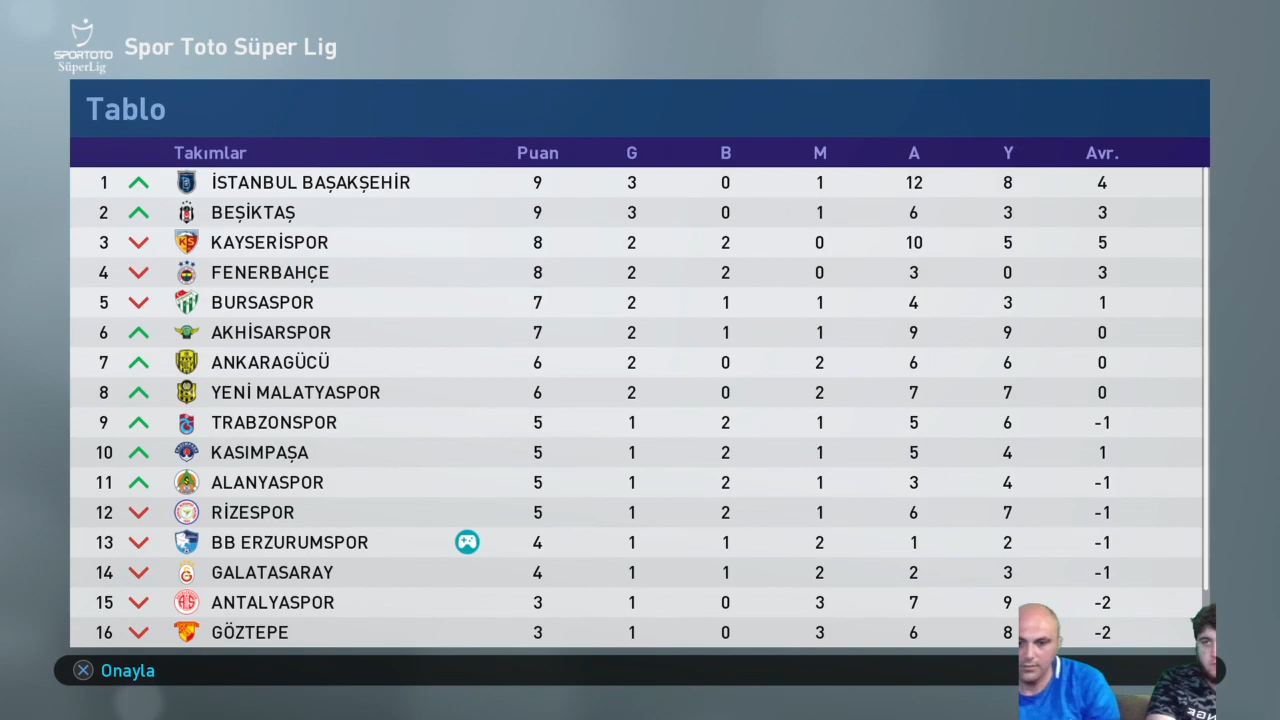 SPORTOTO
SüperLig
Spor Toto Süper Lig
Tablo
Takımlar Puan G B M A Y Avr.
1 İSTANBUL BAŞAKŞEHİR 9 3 0 1 12 8 4
2 BEŞİKTAŞ 9 3 0 1 6 3 3
3 KAYSERİSPOR 8 2 2 0 10 5 5
4 FENERBAHÇE 8 2 2 0 3 0 3
5 BURSASPOR 7 2 1 1 4 3 1
6 AKHİSARSPOR 7 2 1 1 9 9 0
7 ANKARAGÜCÜ 6 2 0 2 6 6 0
8 YENİ MALATYASPOR 6 2 0 2 7 7 0
9 TRABZONSPOR 5 1 2 1 5 6 -1
10 KASIMPAŞA 5 1 2 1 5 4 1
11 ALANYASPOR 5 1 2 1 3 4 -1
12 RİZESPOR 5 1 2 1 6 7 -1
13 BB ERZURUMSPOR 4 1 1 2 1 2 -1
14 GALATASARAY 4 1 1 2 2 3 -1
15 ANTALYASPOR 3 1 0 3 7 9 -2
16 GÖZTEPE 3 1 0 3 6 8 -2
Onayla